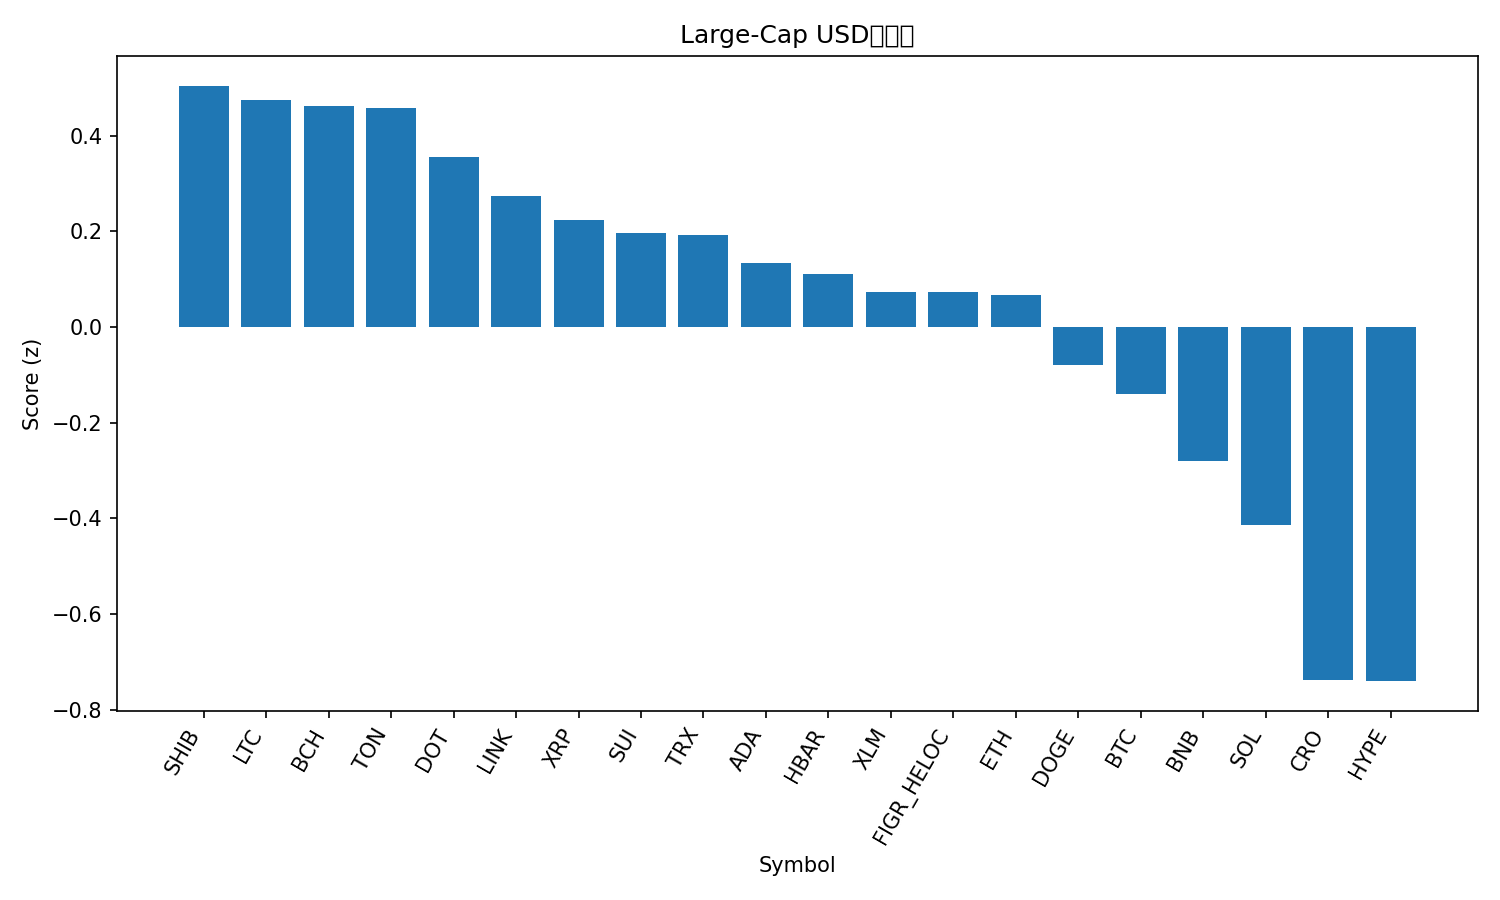 Large-Cap USD
Score (z)
0.4
0.2
0.0
−0.2
−0.4
−0.6
−0.8
SHIB
LTC
BCH
TON
DOT
LINK
XRP
SUI
TRX
ADA
HBAR
XLM
FIGR_HELOC
ETH
DOGE
BTC
BNB
SOL
CRO
HYPE
Symbol